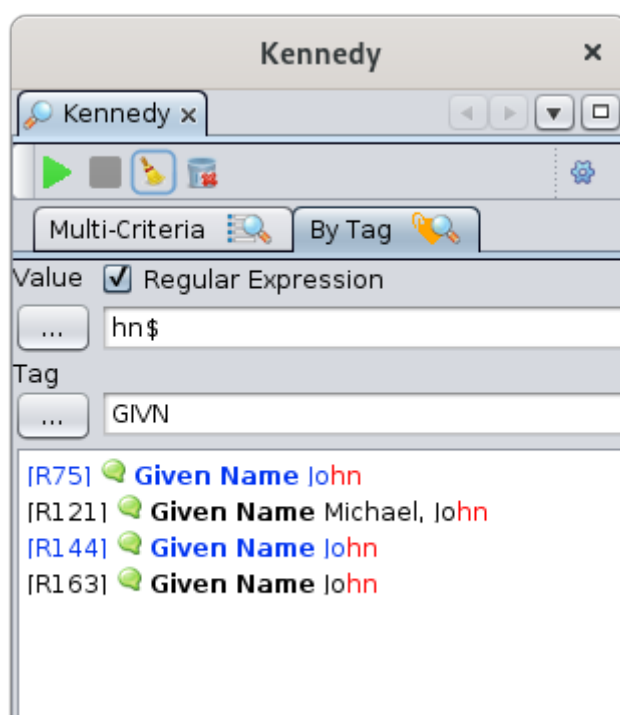 Kennedy
Kennedy
Multi-Criteria By Tag
Value Regular Expression
... hn$
Tag
... GIVN
[R75] Given Name John
[R121] Given Name Michael, John
[R144] Given Name John
[R163] Given Name John